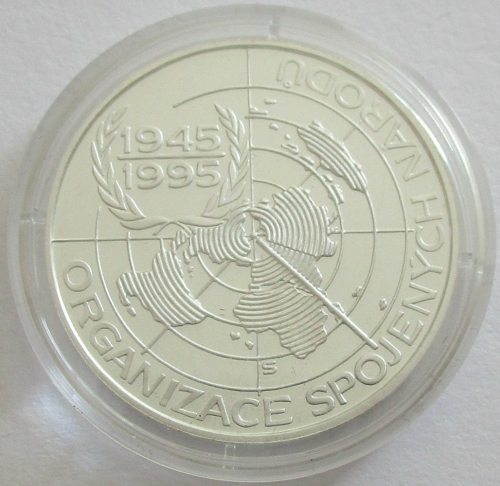 1945
1995
ORGANIZACE SPOJENÝCH NÁRODŮ
S